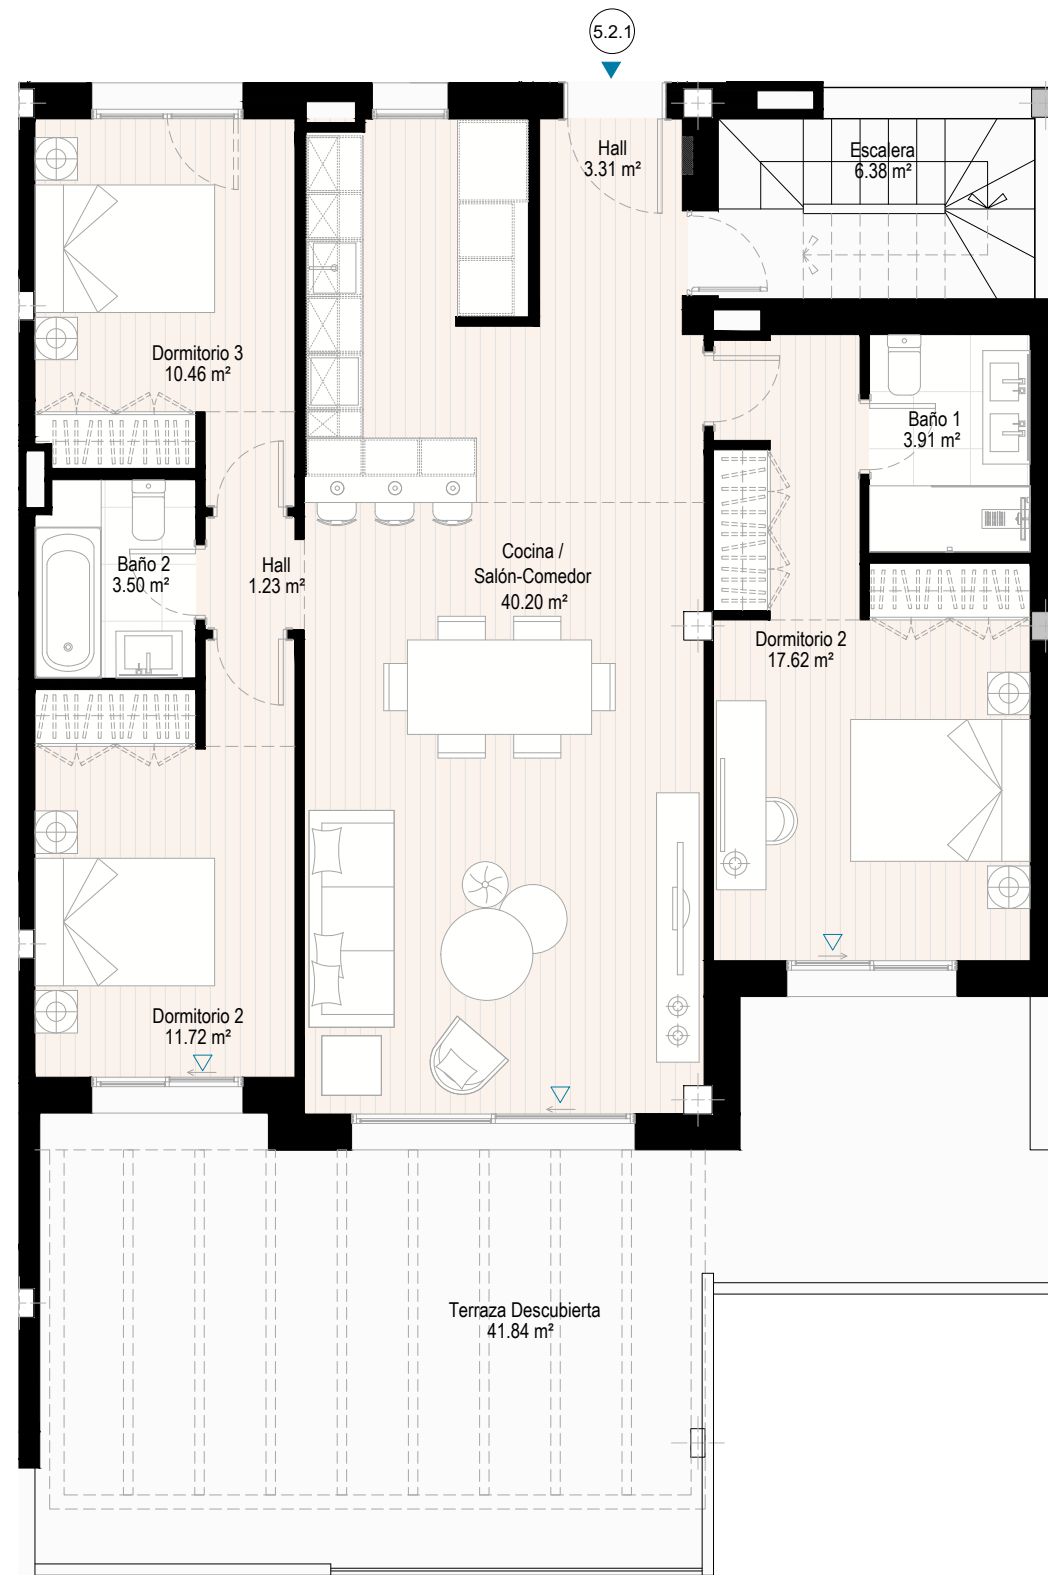 5.2.1
Hall
3.31 m²
Escalera
6.38 m²
Dormitorio 3
10.46 m²
Baño 1
3.91 m²
Baño 2
3.50 m²
Hall
1.23 m²
Cocina /
Salón-Comedor
40.20 m²
Dormitorio 2
17.62 m²
Dormitorio 2
11.72 m²
Terraza Descubierta
41.84 m²